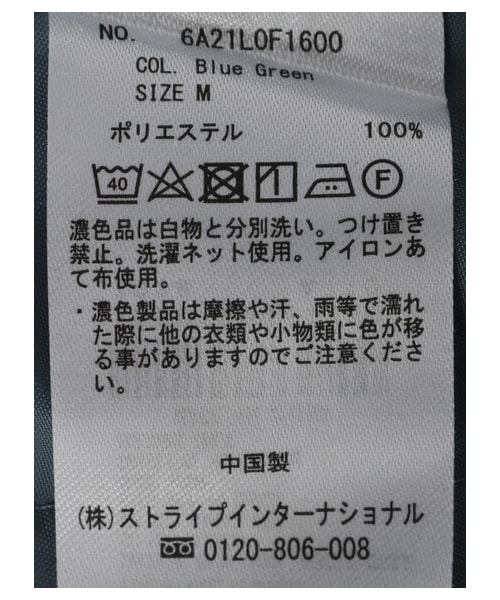 NO. 6A21L0F1600
COL. Blue Green
SIZE M
ポリエステル 100%
40 F
濃色品は白物と分別洗い。つけ置き
禁止。洗濯ネット使用。アイロンあ
て布使用。
・濃色製品は摩擦や汗、雨等で濡れ
た際に他の衣類や小物類に色が移
る事がありますのでご注意くださ
い。
中国製
(株)ストライプインターナショナル
0120-806-008